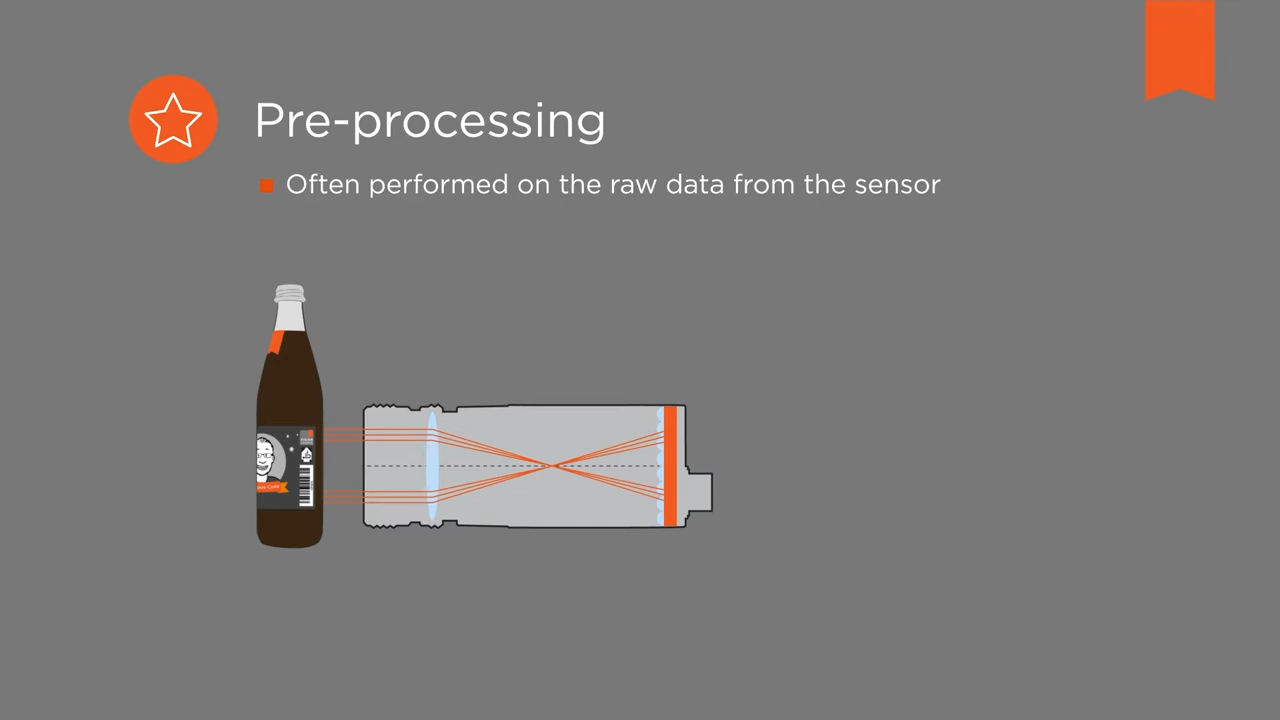 Pre-processing
Often performed on the raw data from the sensor